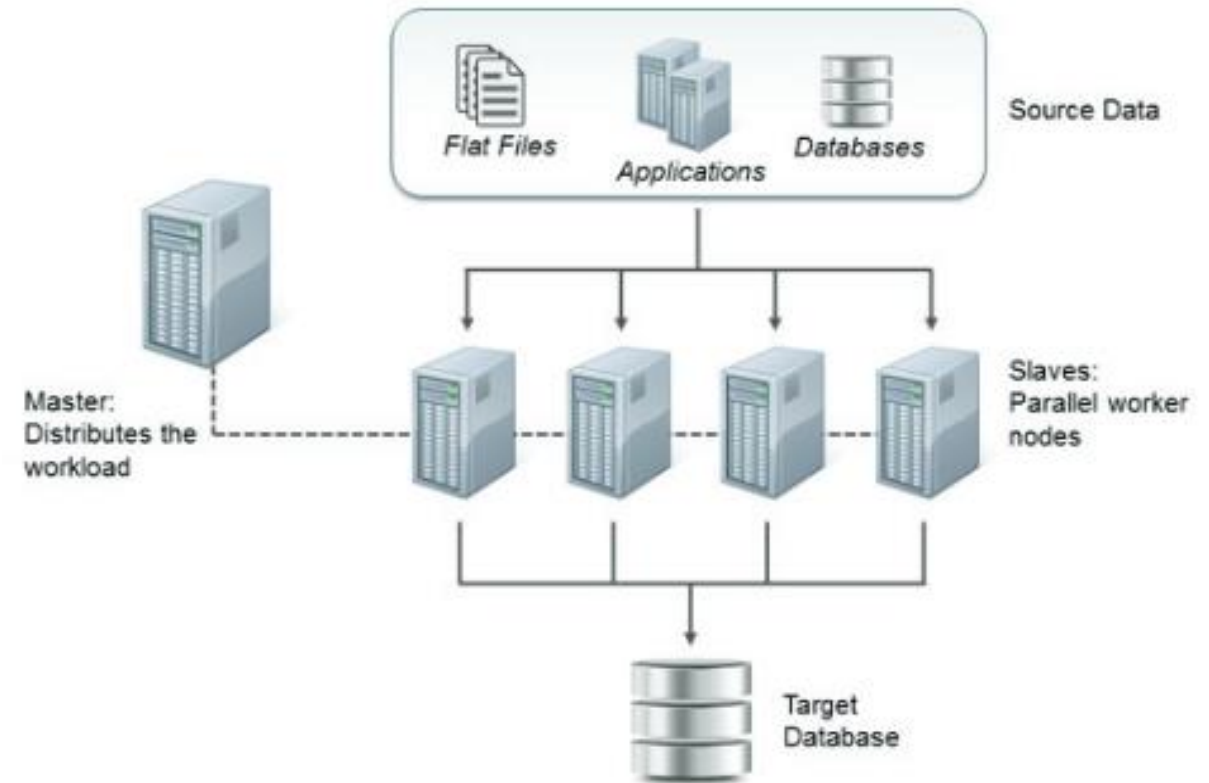 Flat Files
Applications
Databases
Source Data
Master:
Distributes the
workload
Slaves:
Parallel worker
nodes
Target
Database